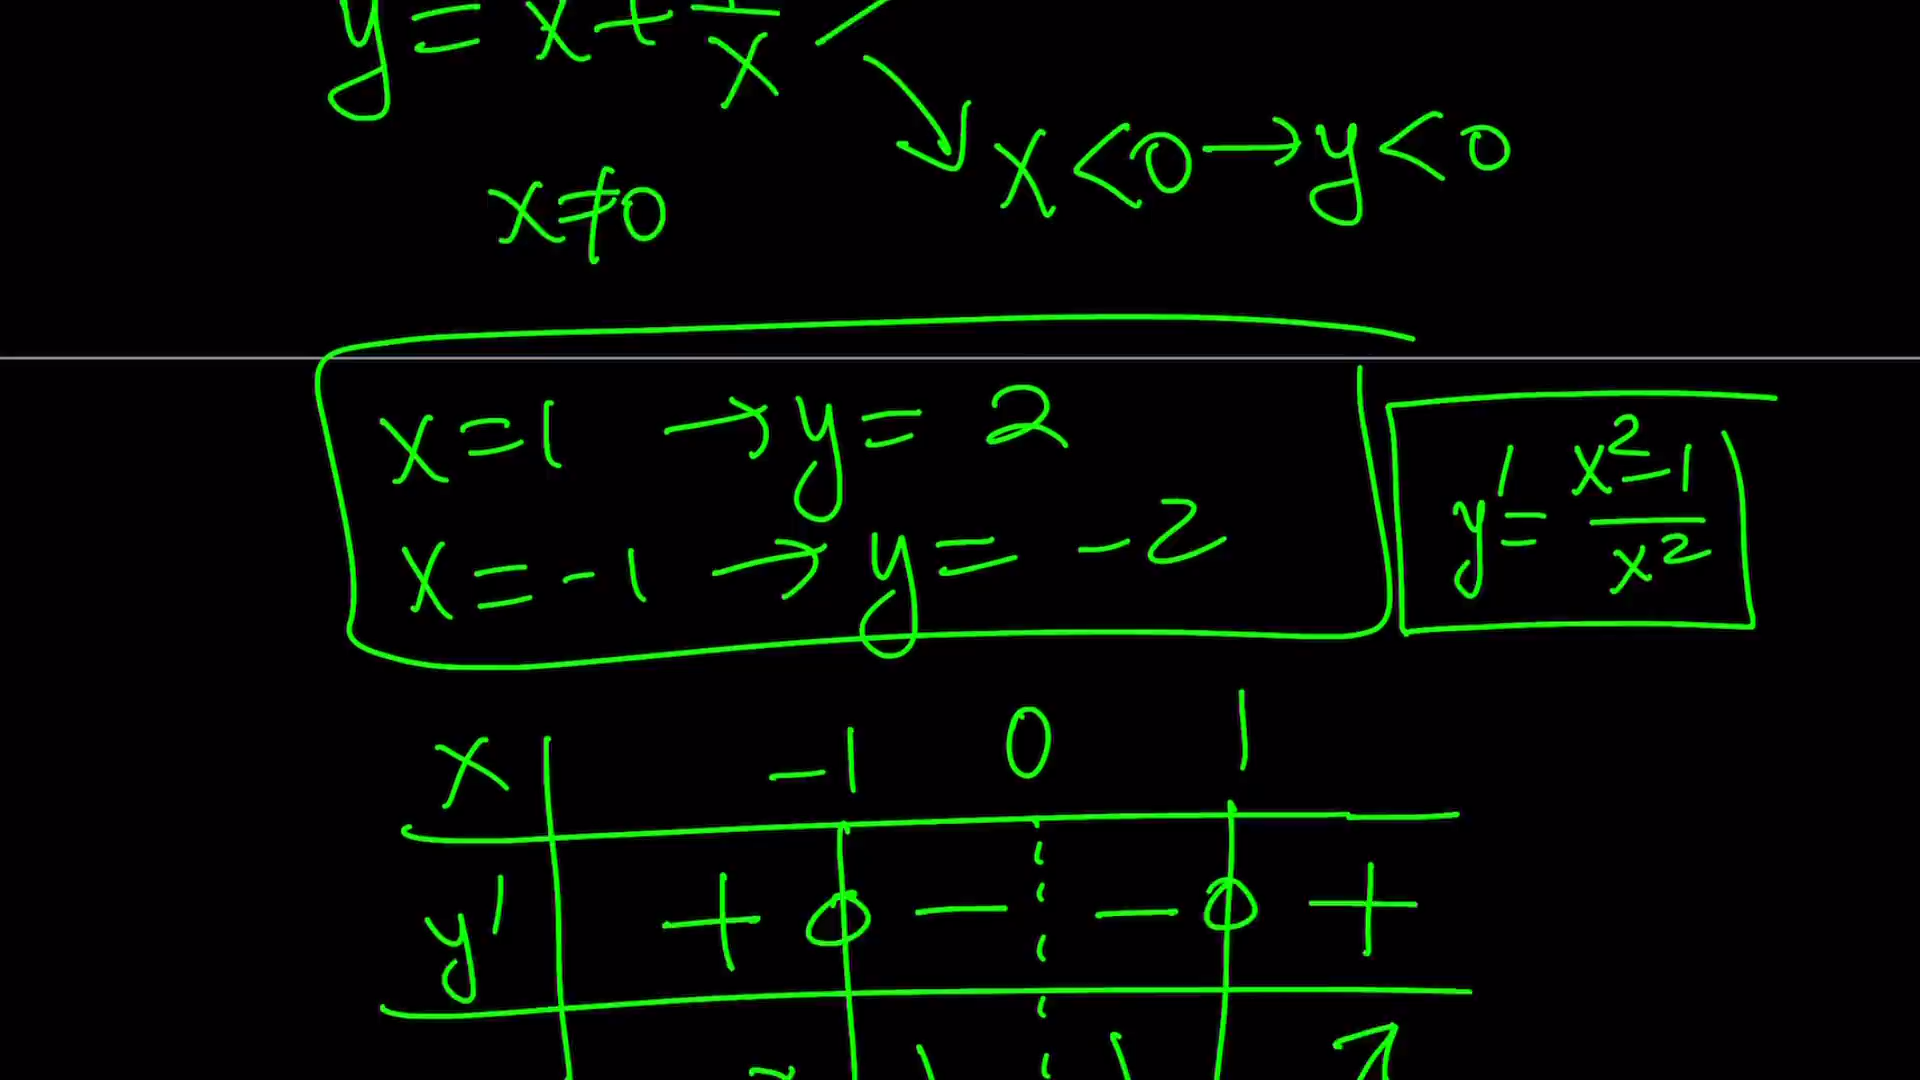 y = x + 1/x
x<0 → y<0
x≠0
x=1 → y= 2
x=-1 → y= -2
y'= x²-1 / x²
x | -1 0 1
y' | + 0 - - 0 +